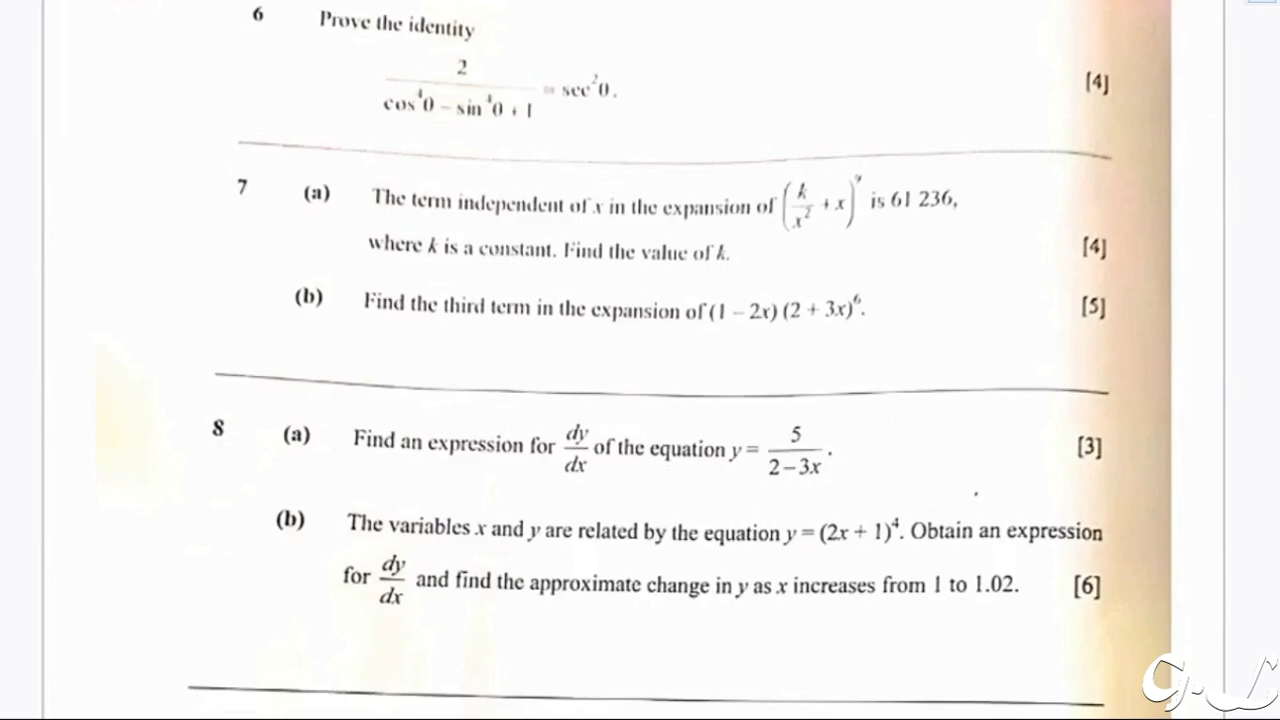 6 Prove the identity
2
cos⁴θ – sin⁴θ + 1
≡ sec²θ.
[4]
7 (a) The term independent of x in the expansion of (k/x² + x)⁹ is 61 236,
where k is a constant. Find the value of k. [4]
(b) Find the third term in the expansion of (1 – 2x) (2 + 3x)⁶. [5]
8 (a) Find an expression for dy/dx of the equation y = 5/(2 – 3x). [3]
(b) The variables x and y are related by the equation y = (2x + 1)⁴. Obtain an expression
for dy/dx and find the approximate change in y as x increases from 1 to 1.02. [6]